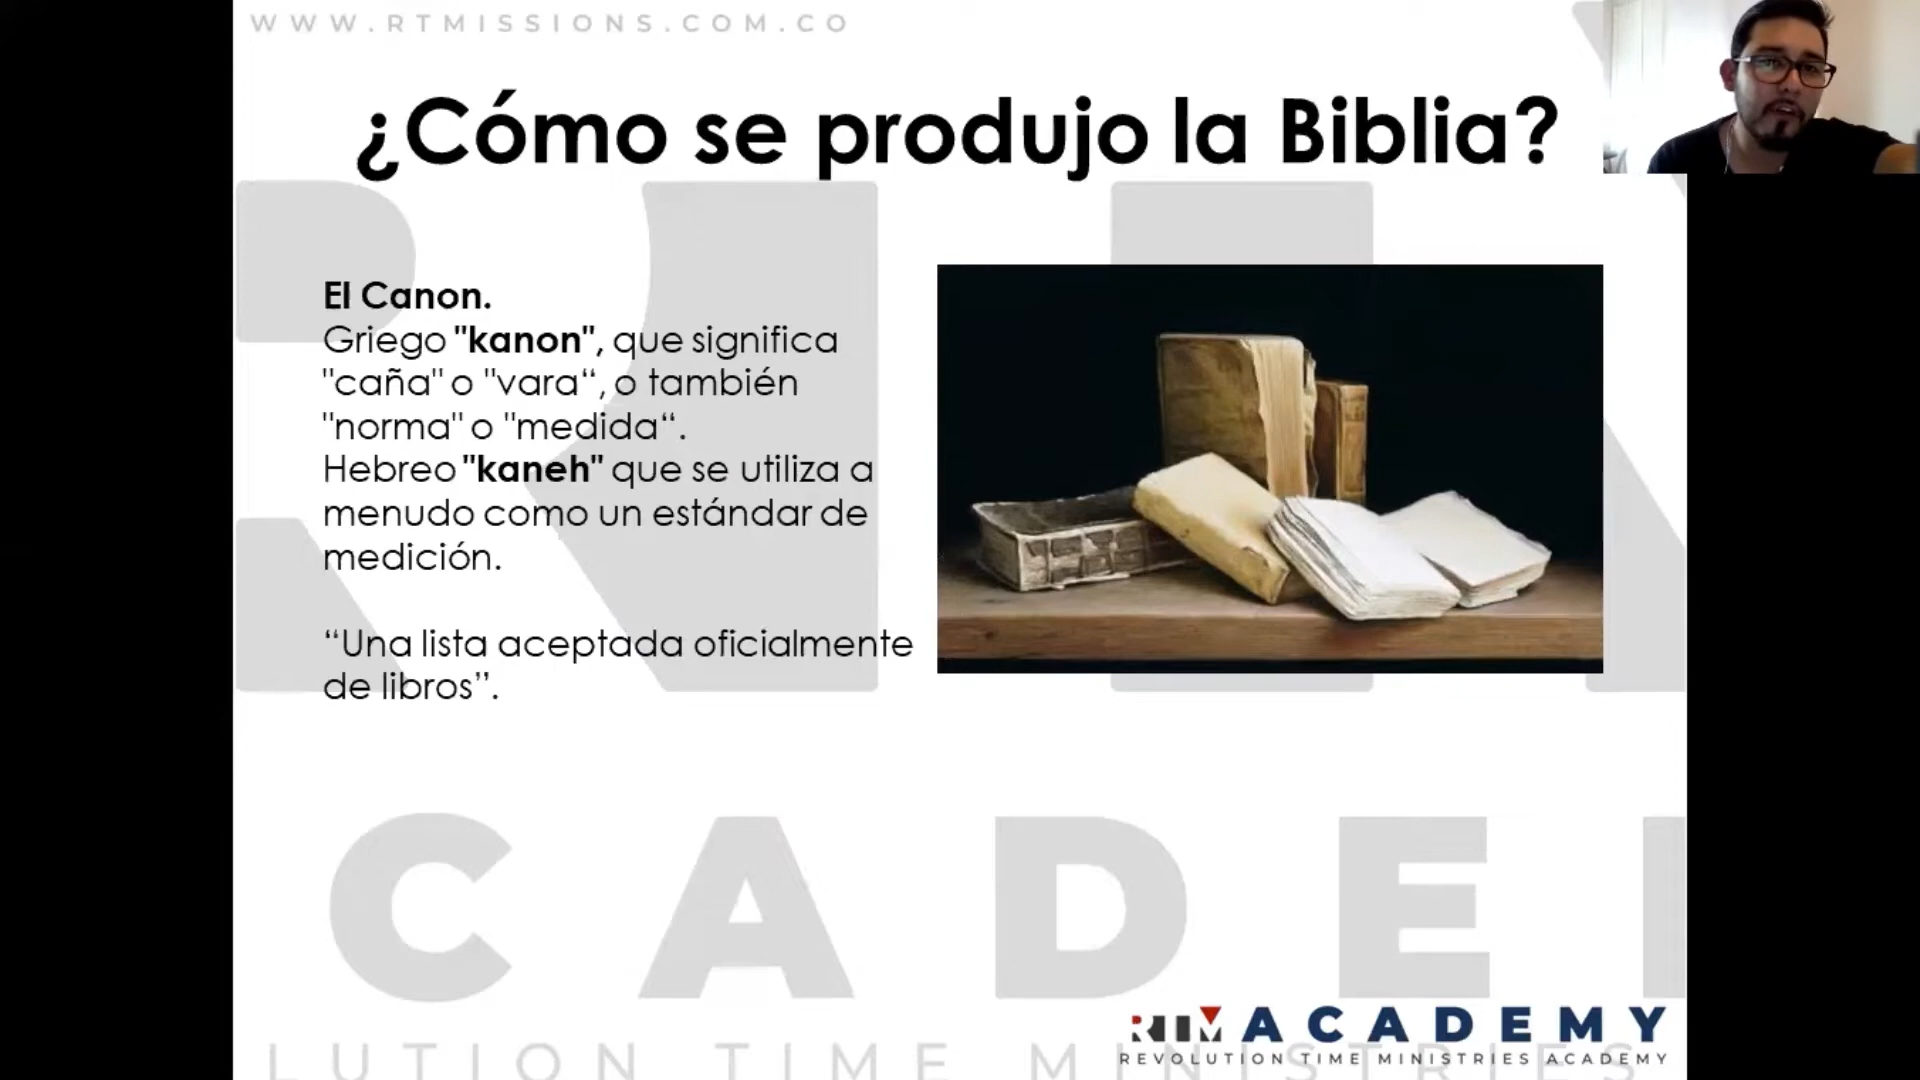 WWW.RTMISSIONS.COM.CO
¿Cómo se produjo la Biblia?
El Canon.
Griego "kanon", que significa
"caña" o "vara“, o también
"norma" o "medida“.
Hebreo "kaneh" que se utiliza a
menudo como un estándar de
medición.
“Una lista aceptada oficialmente
de libros”.
CADE
RTM ACADEMY
REVOLUTION TIME MINISTRIES ACADEMY
LUTION TIME MINISTRIES